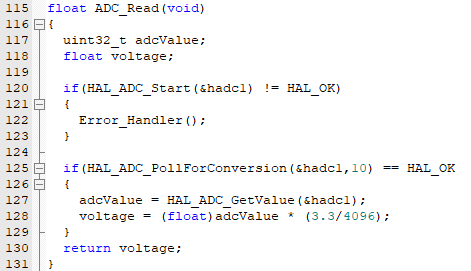 115 float ADC_Read(void)
116 {
117   uint32_t adcValue;
118   float voltage;
119
120   if(HAL_ADC_Start(&hadc1) != HAL_OK)
121   {
122     Error_Handler();
123   }
124
125   if(HAL_ADC_PollForConversion(&hadc1,10) == HAL_OK
126   {
127     adcValue = HAL_ADC_GetValue(&hadc1);
128     voltage = (float)adcValue * (3.3/4096);
129   }
130   return voltage;
131 }